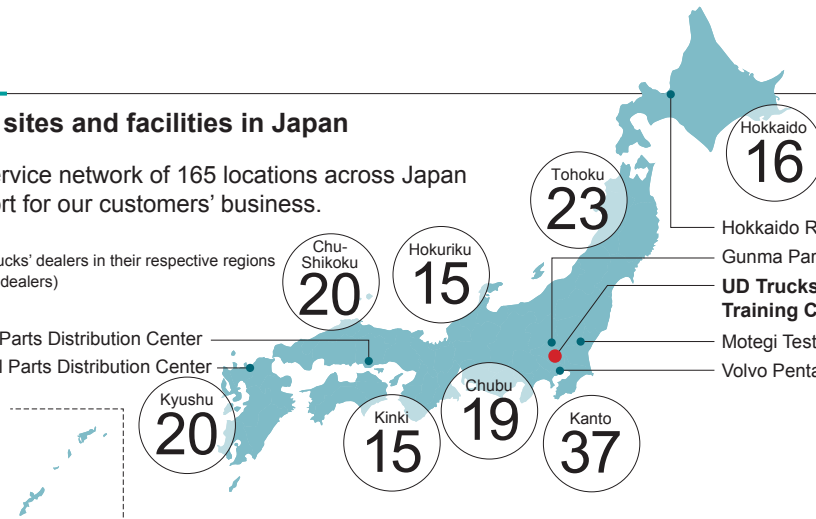 sites and facilities in Japan
rvice network of 165 locations across Japan
rt for our customers' business.
ucks' dealers in their respective regions
dealers)
Hokkaido
16
Tohoku
23
Chu-
Shikoku
20
Hokuriku
15
Hokkaido R
Gunma Par
UD Trucks
Training C
Motegi Test
Volvo Penta
Parts Distribution Center
Parts Distribution Center
Kyushu
20
Kinki
15
Chubu
19
Kanto
37